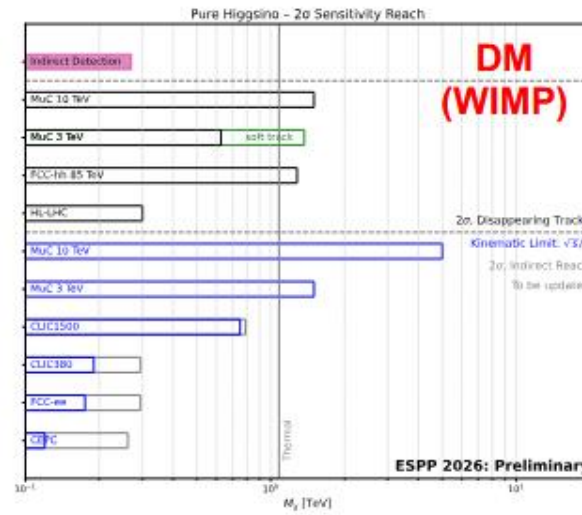 Pure Higgsino – 2σ Sensitivity Reach
Indirect Detection
DM
(WIMP)
MuC 10 TeV
MuC 3 TeV
soft track
FCC-hh 85 TeV
HL-LHC
2σ, Disappearing Track
MuC 10 TeV
Kinematic Limit: √s/
2σ, Indirect Reac
MuC 3 TeV
To be update
CLIC1500
CLIC380
FCC-ee
CEPC
Thermal
ESPP 2026: Preliminary
10⁻¹
10⁰
10¹
Mχ [TeV]